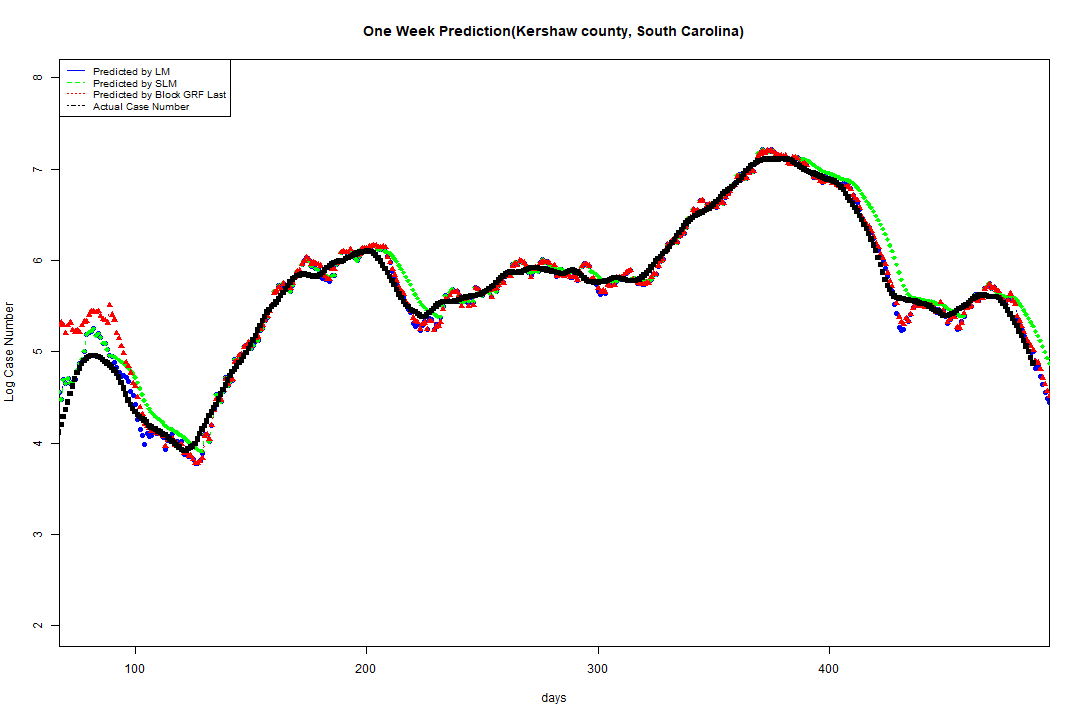 One Week Prediction(Kershaw county, South Carolina)
Predicted by LM
Predicted by SLM
Predicted by Block GRF Last
Actual Case Number
8
7
6
5
4
3
2
Log Case Number
100 200 300 400
days